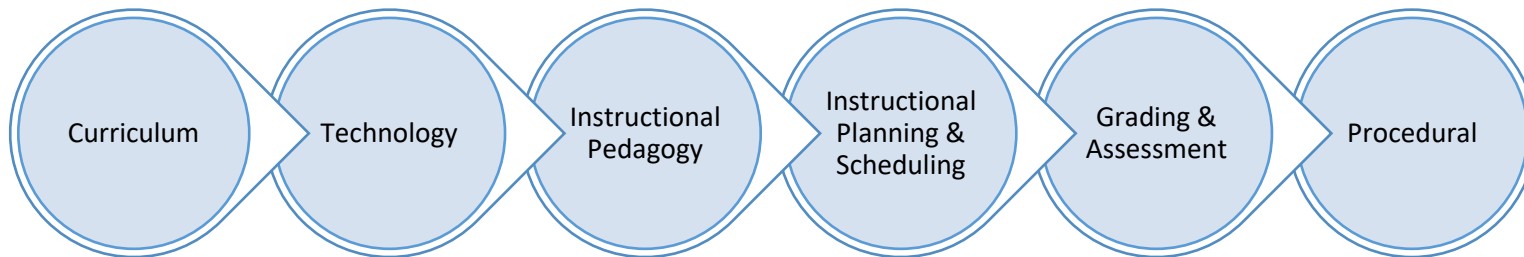 Curriculum
Technology
Instructional
Pedagogy
Instructional
Planning &
Scheduling
Grading &
Assessment
Procedural